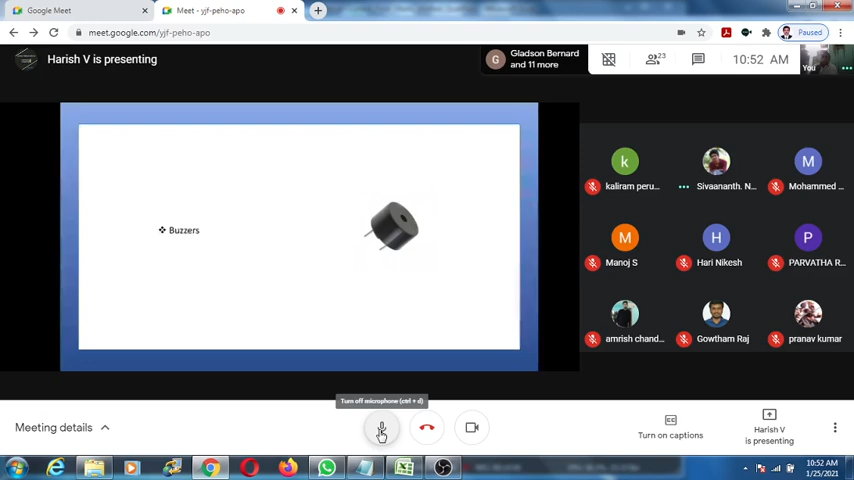 Google Meet
Meet - yjf-peho-apo
meet.google.com/yjf-peho-apo
Paused
Harish V is presenting
G
Gladson Bernard
and 11 more
23
10:52 AM
You
❖ Buzzers
k
M
kaliram peru...
Sivaananth. N...
Mohammed ...
M
H
P
Manoj S
Hari Nikesh
PARVATHA R...
amrish chand...
Gowtham Raj
pranav kumar
Turn off microphone (ctrl + d)
Meeting details
Turn on captions
Harish V
is presenting
10:52 AM
1/25/2021